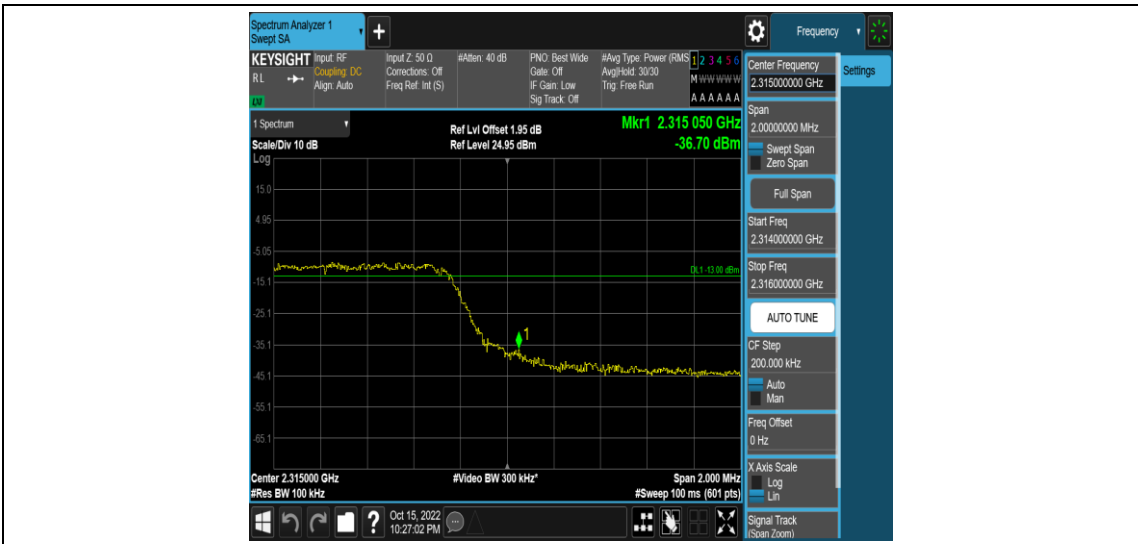 Spectrum Analyzer 1
Swept SA
+
Frequency
KEYSIGHT
RL
LXI
Input: RF
Coupling: DC
Align: Auto
Input Z: 50 Ω
Corrections: Off
Freq Ref: Int (S)
#Atten: 40 dB
PNO: Best Wide
Gate: Off
IF Gain: Low
Sig Track: Off
#Avg Type: Power (RMS
Avg|Hold: 30/30
Trig: Free Run
1 2 3 4 5 6
M W W W W W
A A A A A A
1 Spectrum
Scale/Div 10 dB
Log
Ref Lvl Offset 1.95 dB
Ref Level 24.95 dBm
Mkr1 2.315 050 GHz
-36.70 dBm
15.0
4.95
-5.05
-15.1
-25.1
-35.1
-45.1
-55.1
-65.1
DL1 -13.00 dBm
1
Center 2.315000 GHz
#Res BW 100 kHz
#Video BW 300 kHz*
Span 2.000 MHz
#Sweep 100 ms (601 pts)
?
Oct 15, 2022
10:27:02 PM
Center Frequency
2.315000000 GHz
Settings
Span
2.00000000 MHz
Swept Span
Zero Span
Full Span
Start Freq
2.314000000 GHz
Stop Freq
2.316000000 GHz
AUTO TUNE
CF Step
200.000 kHz
Auto
Man
Freq Offset
0 Hz
X Axis Scale
Log
Lin
Signal Track
(Span Zoom)